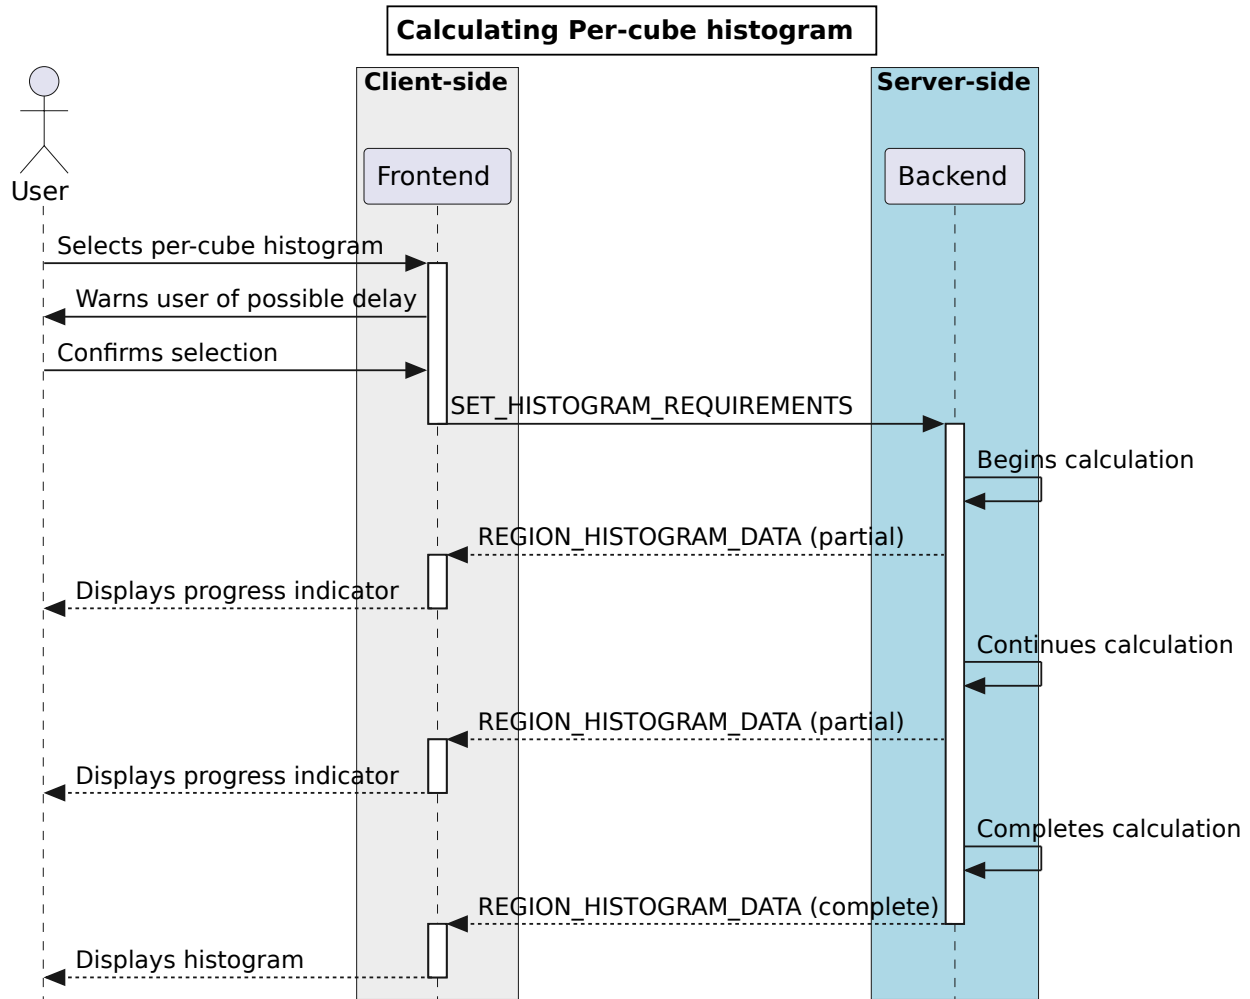 Calculating Per-cube histogram
Client-side
Server-side
User
Frontend
Backend
Selects per-cube histogram
Warns user of possible delay
Confirms selection
SET_HISTOGRAM_REQUIREMENTS
Begins calculation
REGION_HISTOGRAM_DATA (partial)
Displays progress indicator
Continues calculation
REGION_HISTOGRAM_DATA (partial)
Displays progress indicator
Completes calculation
REGION_HISTOGRAM_DATA (complete)
Displays histogram